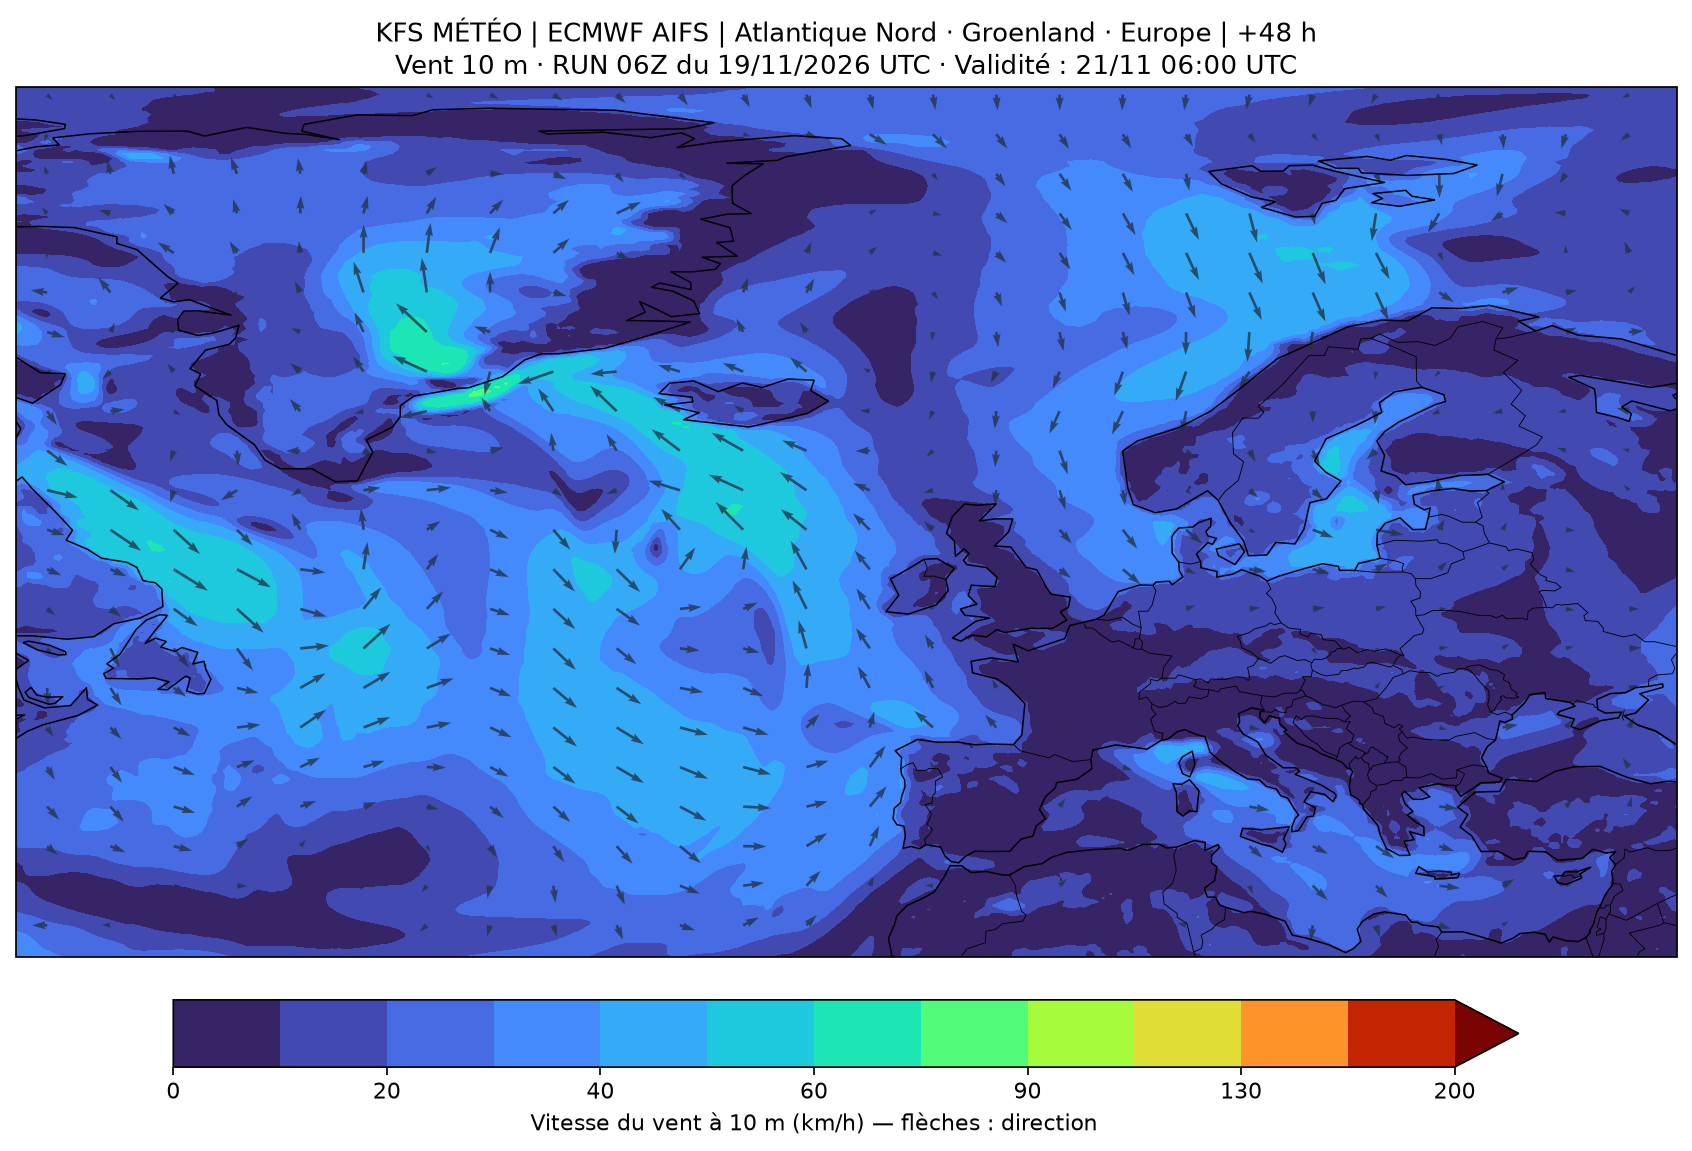 KFS MÉTÉO | ECMWF AIFS | Atlantique Nord · Groenland · Europe | +48 h
Vent 10 m · RUN 06Z du 19/11/2026 UTC · Validité : 21/11 06:00 UTC
0 20 40 60 90 130 200
Vitesse du vent à 10 m (km/h) — flèches : direction